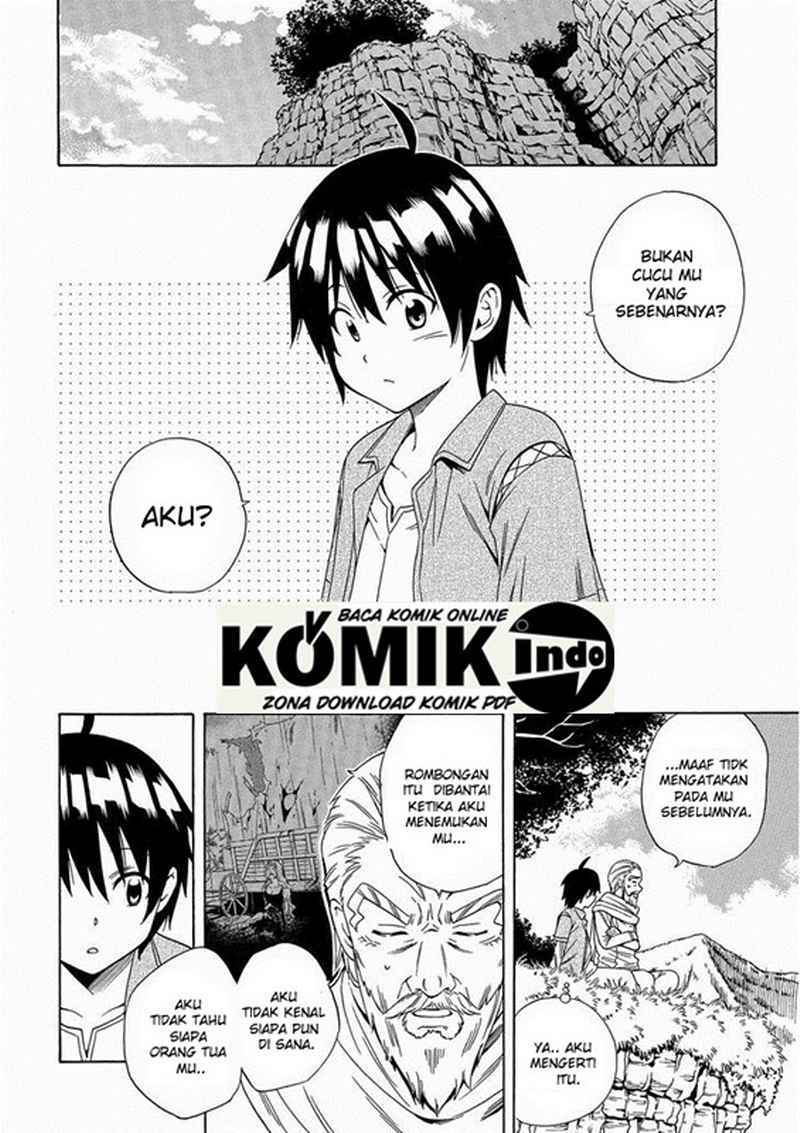 BUKAN
CUCU MU
YANG
SEBENARNYA?
AKU?
BACA KOMIK ONLINE
KOMIK
Indo
ZONA DOWNLOAD KOMIK PDF
...MAAF TIDK
MENGATAKAN
PADA MU
SEBELUMNYA.
YA.. AKU
MENGERTI
ITU.
ROMBONGAN
ITU DIBANTAI
KETIKA AKU
MENEMUKAN
MU...
AKU
TIDAK KENAL
SIAPA PUN
DI SANA.
AKU
TIDAK TAHU
SIAPA
ORANG TUA
MU..